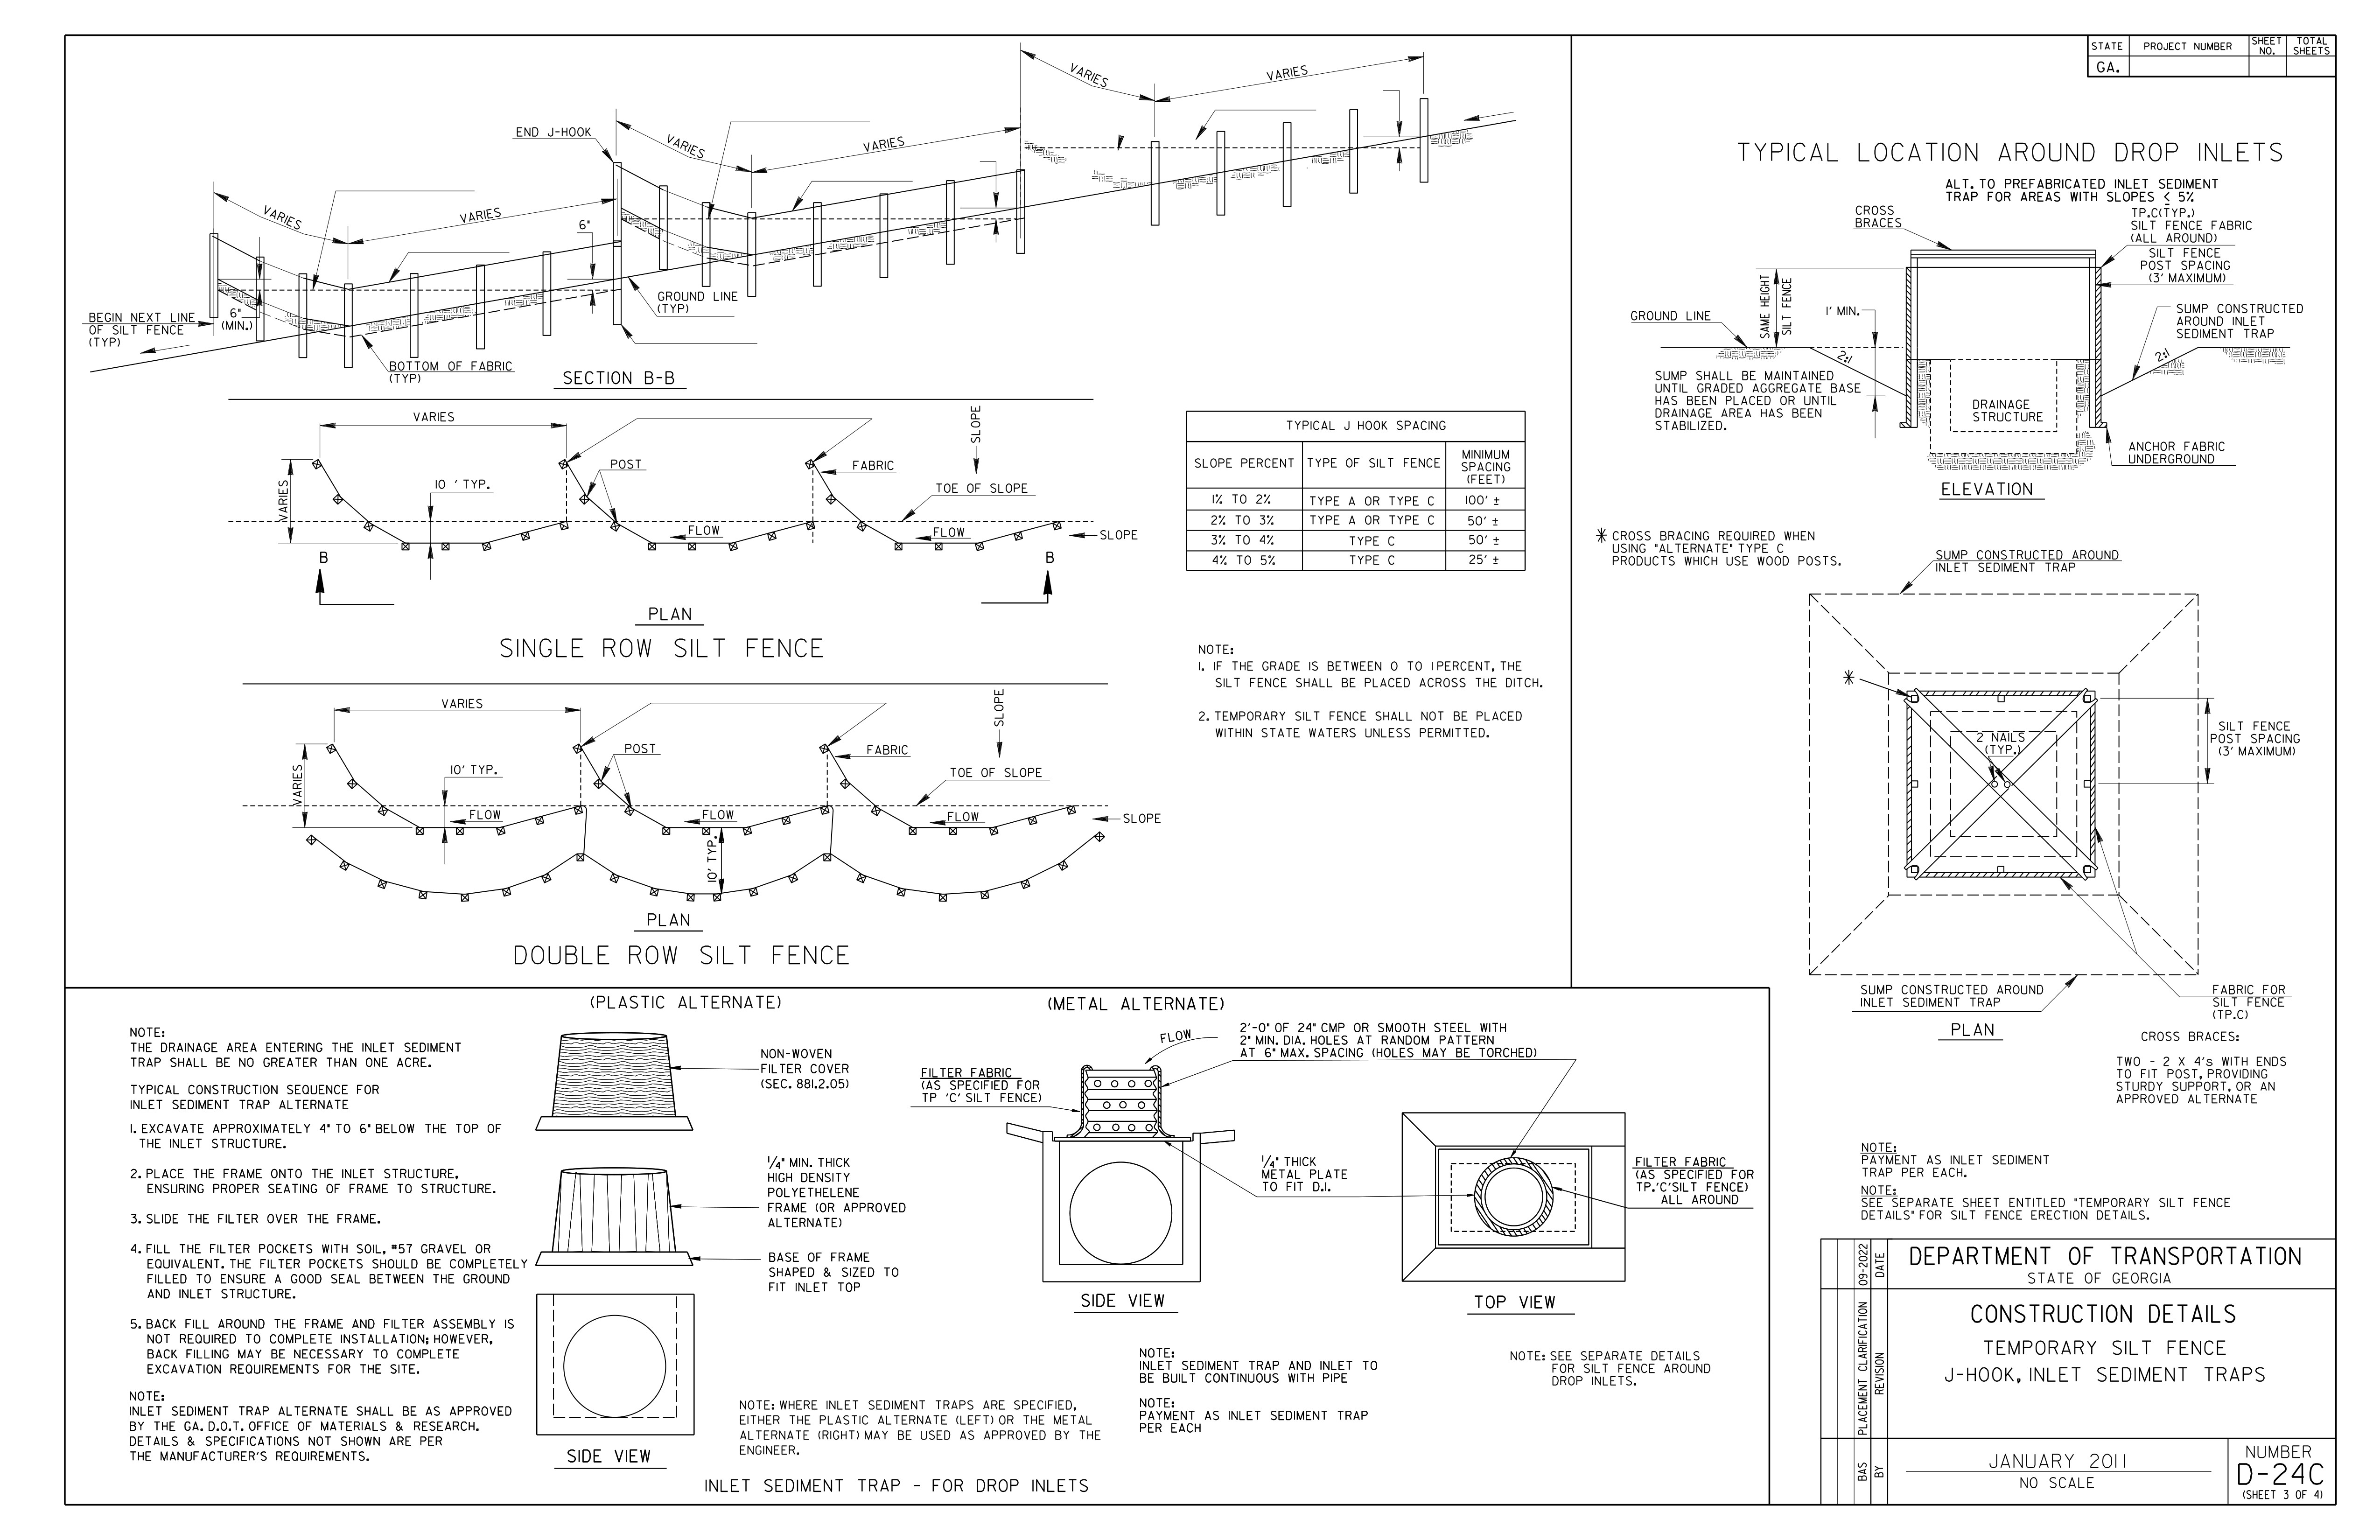 STATE
PROJECT NUMBER
SHEET NO.
TOTAL SHEETS
GA.
VARIES
VARIES
END J-HOOK
VARIES
VARIES
VARIES
VARIES
6"
6"
(MIN.)
GROUND LINE
(TYP)
BEGIN NEXT LINE
OF SILT FENCE
(TYP)
BOTTOM OF FABRIC
(TYP)
SECTION B-B
VARIES
SLOPE
POST
FABRIC
VARIES
10 ' TYP.
TOE OF SLOPE
FLOW
FLOW
SLOPE
B
B
PLAN
SINGLE ROW SILT FENCE
VARIES
SLOPE
POST
FABRIC
VARIES
10' TYP.
TOE OF SLOPE
FLOW
FLOW
FLOW
SLOPE
10' TYP.
PLAN
DOUBLE ROW SILT FENCE
TYPICAL J HOOK SPACING
SLOPE PERCENT
TYPE OF SILT FENCE
MINIMUM
SPACING
(FEET)
1% TO 2%
TYPE A OR TYPE C
100' ±
2% TO 3%
TYPE A OR TYPE C
50' ±
3% TO 4%
TYPE C
50' ±
4% TO 5%
TYPE C
25' ±
NOTE:
1. IF THE GRADE IS BETWEEN 0 TO 1 PERCENT, THE
SILT FENCE SHALL BE PLACED ACROSS THE DITCH.
2. TEMPORARY SILT FENCE SHALL NOT BE PLACED
WITHIN STATE WATERS UNLESS PERMITTED.
TYPICAL LOCATION AROUND DROP INLETS
ALT. TO PREFABRICATED INLET SEDIMENT
TRAP FOR AREAS WITH SLOPES ≤ 5%
CROSS
BRACES
TP.C(TYP.)
SILT FENCE FABRIC
(ALL AROUND)
SILT FENCE
POST SPACING
(3' MAXIMUM)
SAME HEIGHT
SILT FENCE
1' MIN.
GROUND LINE
SUMP CONSTRUCTED
AROUND INLET
SEDIMENT TRAP
2:1
2:1
SUMP SHALL BE MAINTAINED
UNTIL GRADED AGGREGATE BASE
HAS BEEN PLACED OR UNTIL
DRAINAGE AREA HAS BEEN
STABILIZED.
DRAINAGE
STRUCTURE
ANCHOR FABRIC
UNDERGROUND
ELEVATION
* CROSS BRACING REQUIRED WHEN
USING "ALTERNATE" TYPE C
PRODUCTS WHICH USE WOOD POSTS.
SUMP CONSTRUCTED AROUND
INLET SEDIMENT TRAP
*
2 NAILS
(TYP.)
SILT FENCE
POST SPACING
(3' MAXIMUM)
SUMP CONSTRUCTED AROUND
INLET SEDIMENT TRAP
FABRIC FOR
SILT FENCE
(TP.C)
PLAN
CROSS BRACES:
TWO - 2 X 4's WITH ENDS
TO FIT POST, PROVIDING
STURDY SUPPORT, OR AN
APPROVED ALTERNATE
NOTE:
PAYMENT AS INLET SEDIMENT
TRAP PER EACH.
NOTE:
SEE SEPARATE SHEET ENTITLED "TEMPORARY SILT FENCE
DETAILS" FOR SILT FENCE ERECTION DETAILS.
NOTE:
THE DRAINAGE AREA ENTERING THE INLET SEDIMENT
TRAP SHALL BE NO GREATER THAN ONE ACRE.
TYPICAL CONSTRUCTION SEQUENCE FOR
INLET SEDIMENT TRAP ALTERNATE
1. EXCAVATE APPROXIMATELY 4" TO 6" BELOW THE TOP OF
THE INLET STRUCTURE.
2. PLACE THE FRAME ONTO THE INLET STRUCTURE,
ENSURING PROPER SEATING OF FRAME TO STRUCTURE.
3. SLIDE THE FILTER OVER THE FRAME.
4. FILL THE FILTER POCKETS WITH SOIL, #57 GRAVEL OR
EQUIVALENT. THE FILTER POCKETS SHOULD BE COMPLETELY
FILLED TO ENSURE A GOOD SEAL BETWEEN THE GROUND
AND INLET STRUCTURE.
5. BACK FILL AROUND THE FRAME AND FILTER ASSEMBLY IS
NOT REQUIRED TO COMPLETE INSTALLATION; HOWEVER,
BACK FILLING MAY BE NECESSARY TO COMPLETE
EXCAVATION REQUIREMENTS FOR THE SITE.
NOTE:
INLET SEDIMENT TRAP ALTERNATE SHALL BE AS APPROVED
BY THE GA. D.O.T. OFFICE OF MATERIALS & RESEARCH.
DETAILS & SPECIFICATIONS NOT SHOWN ARE PER
THE MANUFACTURER'S REQUIREMENTS.
(PLASTIC ALTERNATE)
NON-WOVEN
FILTER COVER
(SEC. 881.2.05)
1/4" MIN. THICK
HIGH DENSITY
POLYETHELENE
FRAME (OR APPROVED
ALTERNATE)
BASE OF FRAME
SHAPED & SIZED TO
FIT INLET TOP
SIDE VIEW
(METAL ALTERNATE)
FLOW
2'-0" OF 24" CMP OR SMOOTH STEEL WITH
2" MIN. DIA. HOLES AT RANDOM PATTERN
AT 6" MAX. SPACING (HOLES MAY BE TORCHED)
FILTER FABRIC
(AS SPECIFIED FOR
TP 'C' SILT FENCE)
1/4" THICK
METAL PLATE
TO FIT D.I.
FILTER FABRIC
(AS SPECIFIED FOR
TP.'C'SILT FENCE)
ALL AROUND
SIDE VIEW
TOP VIEW
NOTE:
INLET SEDIMENT TRAP AND INLET TO
BE BUILT CONTINUOUS WITH PIPE
NOTE:
PAYMENT AS INLET SEDIMENT TRAP
PER EACH
NOTE: SEE SEPARATE DETAILS
FOR SILT FENCE AROUND
DROP INLETS.
NOTE: WHERE INLET SEDIMENT TRAPS ARE SPECIFIED,
EITHER THE PLASTIC ALTERNATE (LEFT) OR THE METAL
ALTERNATE (RIGHT) MAY BE USED AS APPROVED BY THE
ENGINEER.
INLET SEDIMENT TRAP - FOR DROP INLETS
09-2022
DATE
PLACEMENT CLARIFICATION
REVISION
BAS
BY
DEPARTMENT OF TRANSPORTATION
STATE OF GEORGIA
CONSTRUCTION DETAILS
TEMPORARY SILT FENCE
J-HOOK, INLET SEDIMENT TRAPS
JANUARY 2011
NO SCALE
NUMBER
D-24C
(SHEET 3 OF 4)